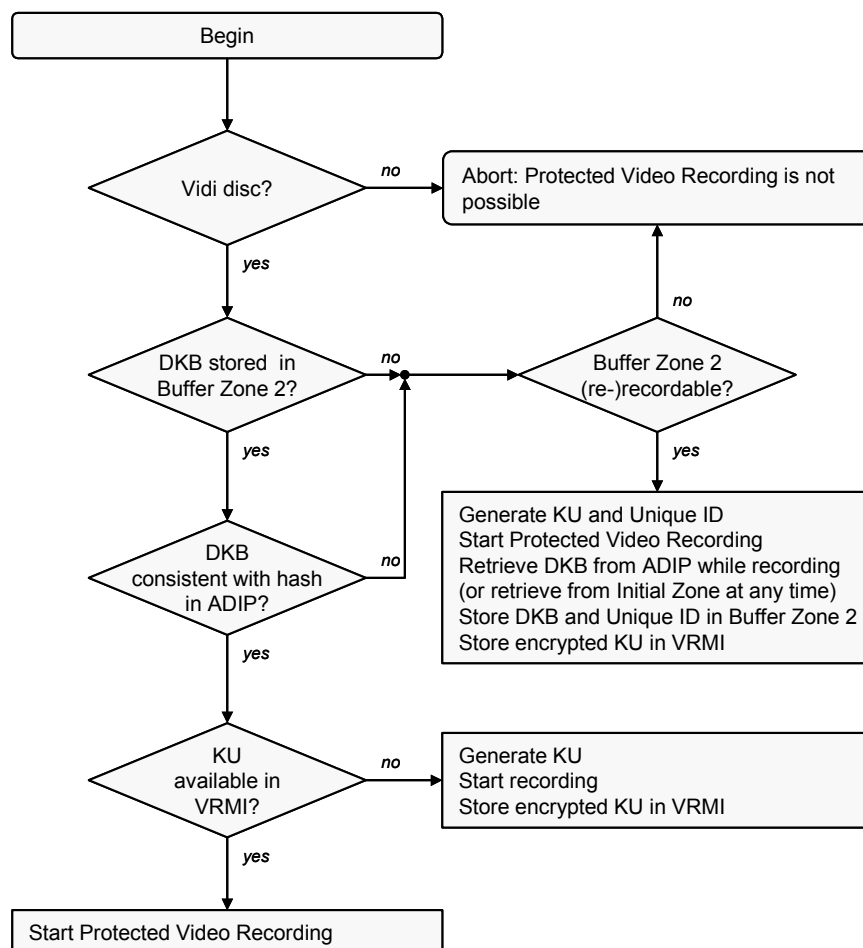 Begin
Vidi disc?
no
Abort: Protected Video Recording is not
possible
yes
no
DKB stored in
Buffer Zone 2?
no
Buffer Zone 2
(re-)recordable?
yes
yes
Generate KU and Unique ID
Start Protected Video Recording
Retrieve DKB from ADIP while recording
(or retrieve from Initial Zone at any time)
Store DKB and Unique ID in Buffer Zone 2
Store encrypted KU in VRMI
DKB
consistent with hash
in ADIP?
no
yes
KU
available in
VRMI?
no
Generate KU
Start recording
Store encrypted KU in VRMI
yes
Start Protected Video Recording